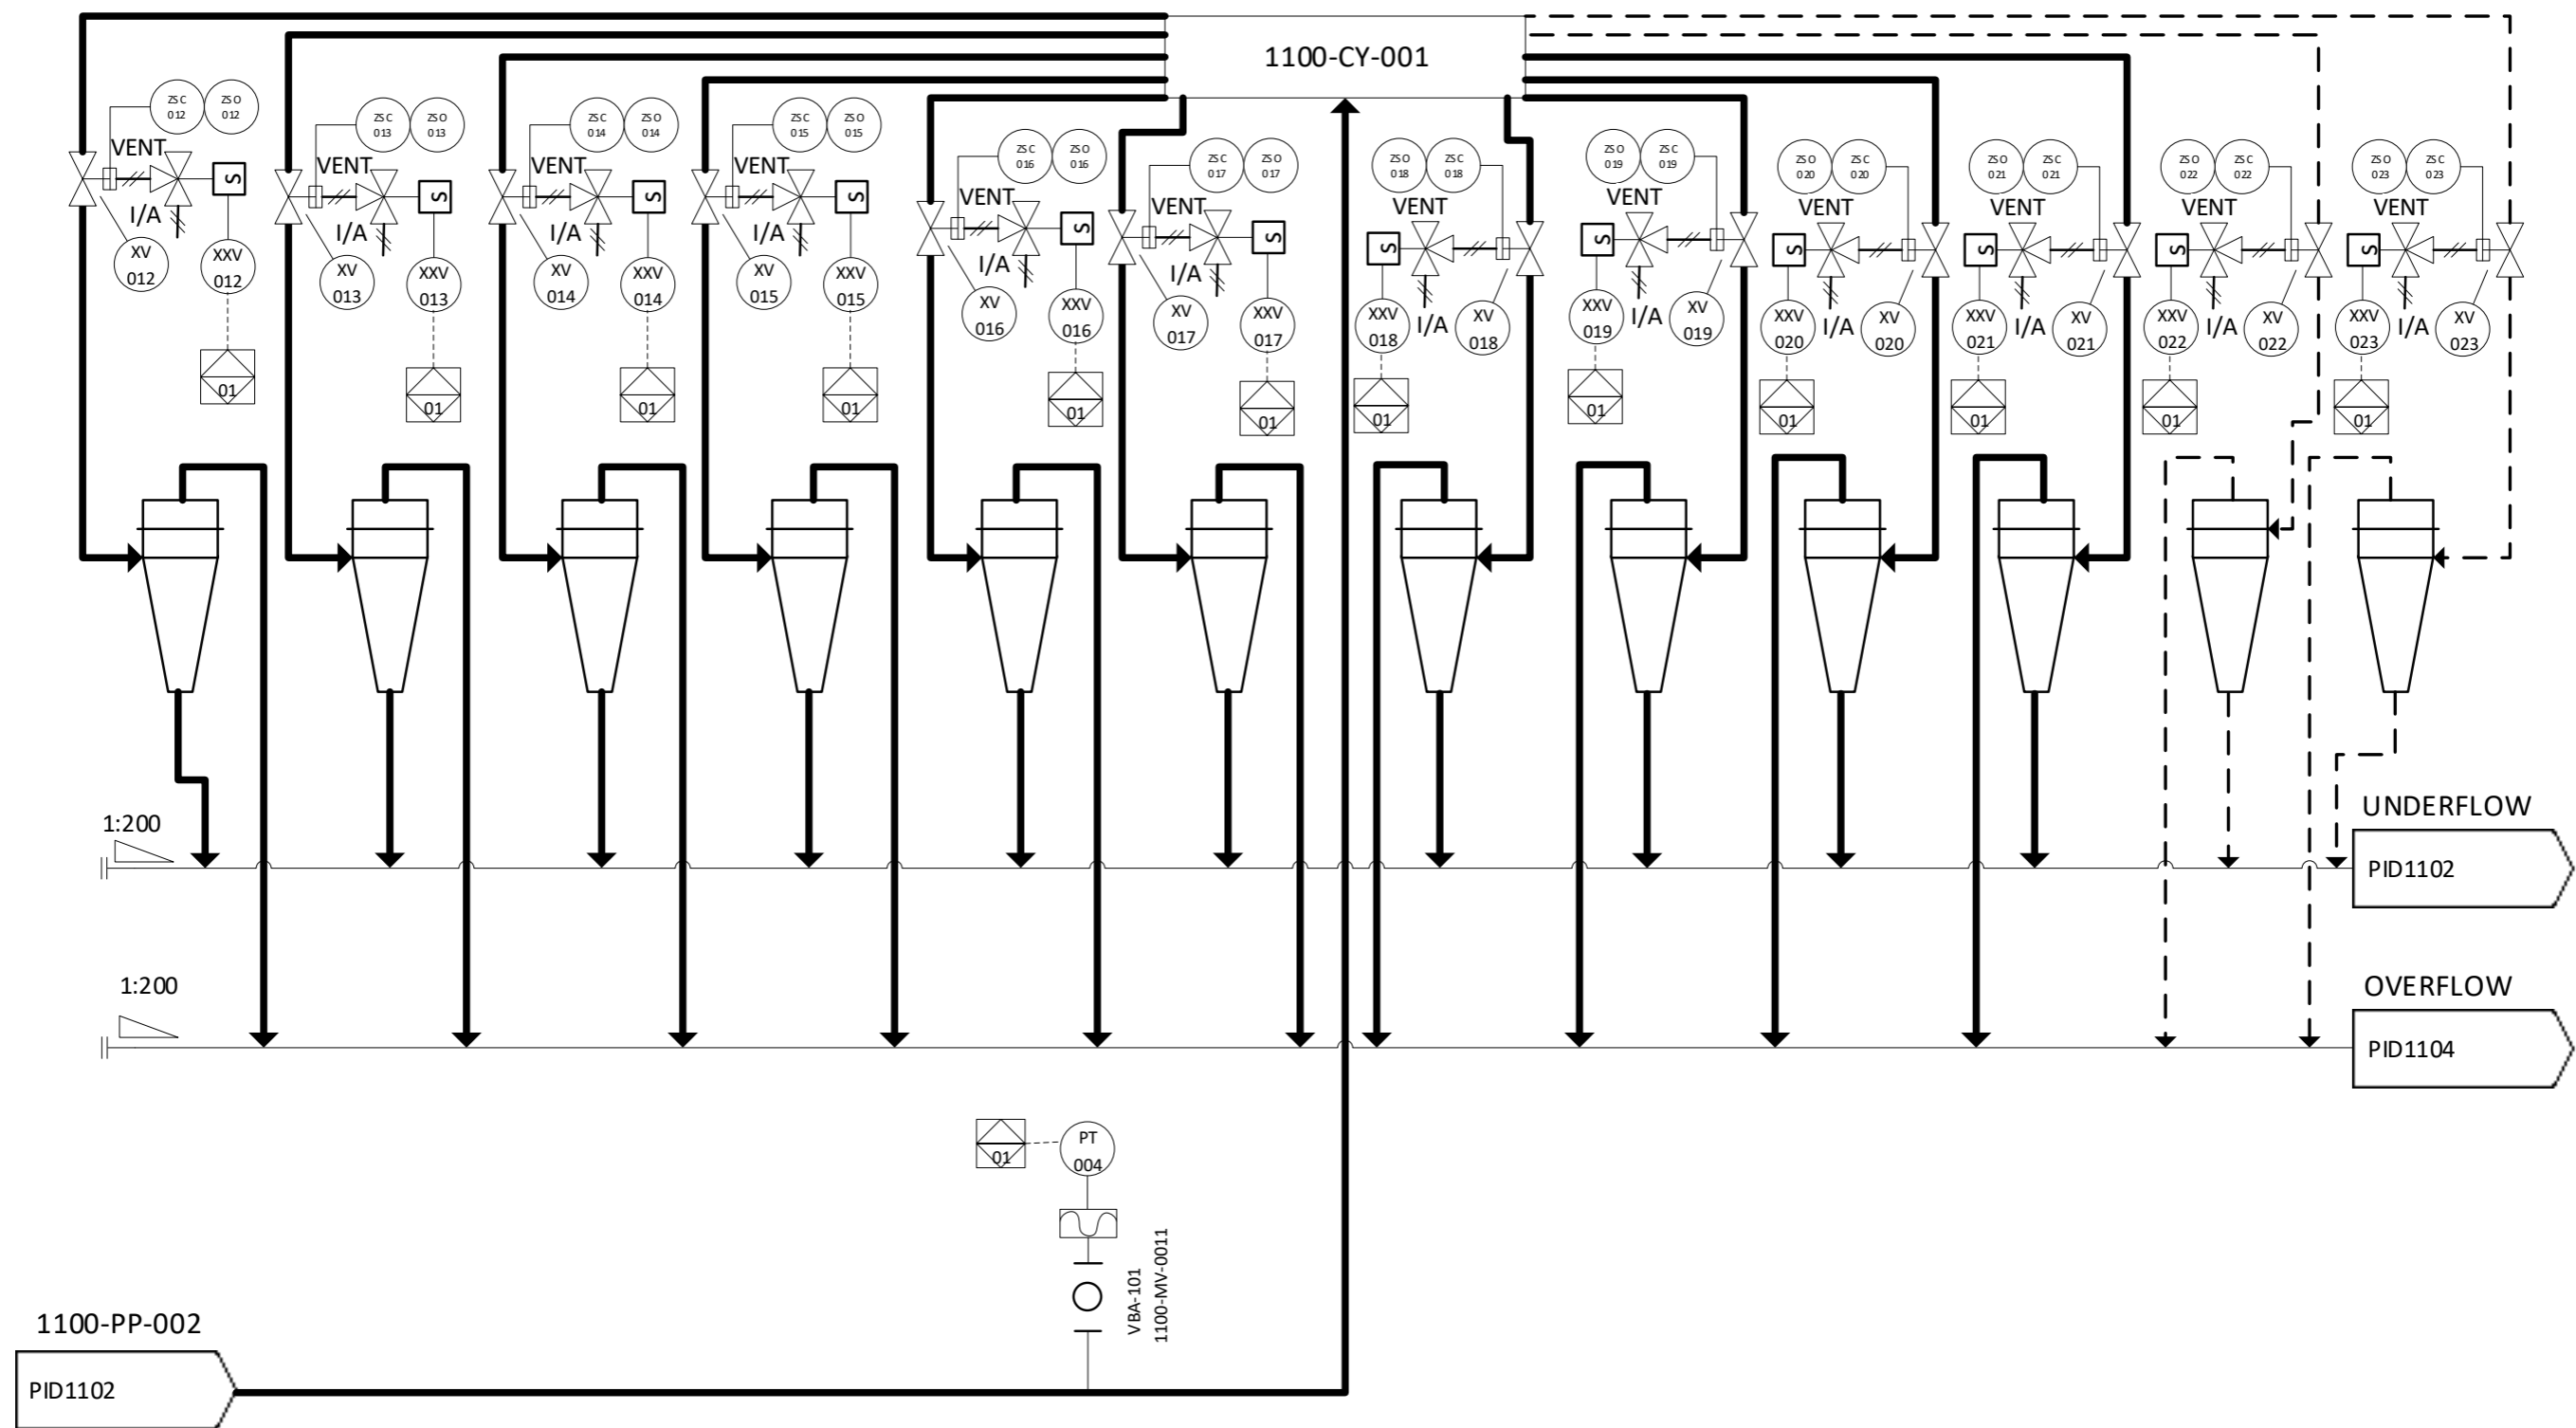 1100-CY-001
ZSC
012
ZSO
012
VENT
S
I/A
XV
012
XXV
012
01
ZSC
013
ZSO
013
VENT
S
I/A
XV
013
XXV
013
01
ZSC
014
ZSO
014
VENT
S
I/A
XV
014
XXV
014
01
ZSC
015
ZSO
015
VENT
S
I/A
XV
015
XXV
015
01
ZSC
016
ZSO
016
VENT
S
I/A
XV
016
XXV
016
01
ZSC
017
ZSO
017
VENT
S
I/A
XV
017
XXV
017
01
ZSO
018
ZSC
018
VENT
S
XXV
018
I/A
XV
018
01
ZSO
019
ZSC
019
VENT
S
XXV
019
I/A
XV
019
01
ZSO
020
ZSC
020
VENT
S
XXV
020
I/A
XV
020
01
ZSO
021
ZSC
021
VENT
S
XXV
021
I/A
XV
021
01
ZSO
022
ZSC
022
VENT
S
XXV
022
I/A
XV
022
01
ZSO
023
ZSC
023
VENT
S
XXV
023
I/A
XV
023
01
1:200
UNDERFLOW
PID1102
1:200
OVERFLOW
PID1104
01
PT
004
VBA-101
1100-MV-0011
1100-PP-002
PID1102